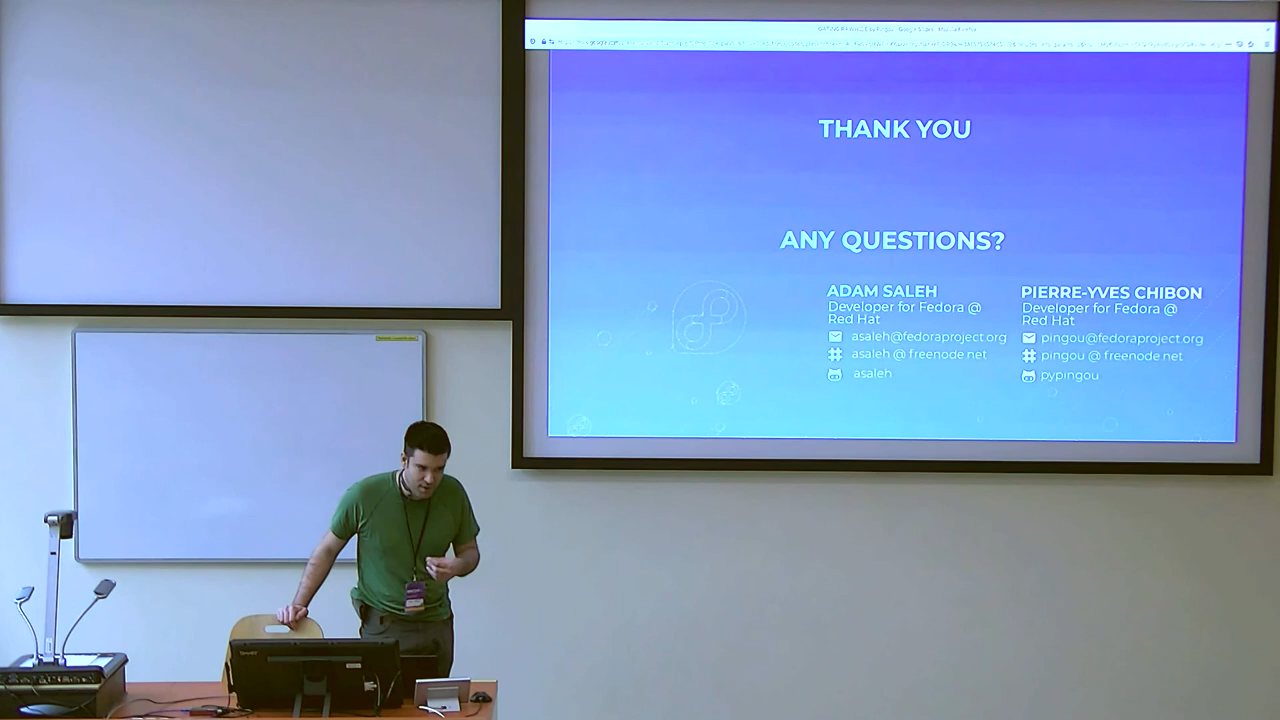 THANK YOU
ANY QUESTIONS?
ADAM SALEH
Developer for Fedora @
Red Hat
asaleh@fedoraproject.org
asaleh @ freenode.net
asaleh
PIERRE-YVES CHIBON
Developer for Fedora @
Red Hat
pingou@fedoraproject.org
pingou @ freenode.net
pypingou